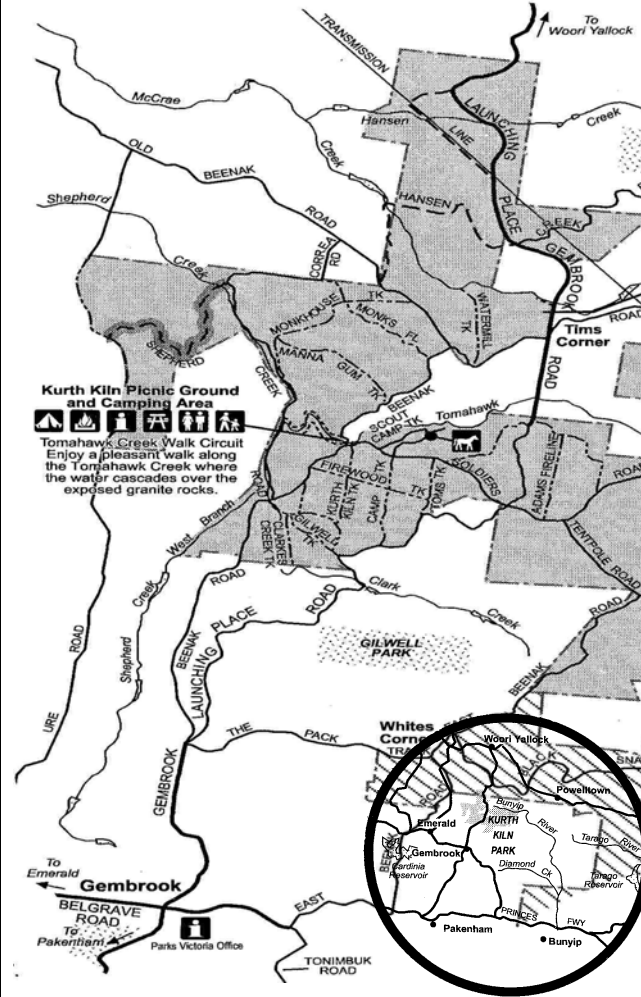 To
Woori Yallock
TRANSMISSION
LINE
McCrae
Creek
Hansen
Creek
LAUNCHING
PLACE
GEMBROOK
ROAD
OLD
BEENAK
ROAD
Shepherd
Creek
HANSEN
CREEK
CORREA
RD
MONKHOUSE
TK
MONKS
FL
WATERMILL
TK
ROAD
Tims
Corner
SHEPHERD
CREEK
ROAD
MANNA
GUM
TK
Kurth Kiln Picnic Ground
and Camping Area
Tomahawk Creek Walk Circuit
Enjoy a pleasant walk along
the Tomahawk Creek where
the water cascades over the
exposed granite rocks.
BEENAK
SCOUT
CAMP TK
Tomahawk
FIREWOOD
TK
KURTH
KILN TK
CAMP
TOMS TK
SOLDIERS
ROAD
ADAMS FIRELINE
GILWELL
TK
CLARKES
CREEK TK
West Branch
TENTPOLE ROAD
ROAD
BEENAK
Clark
Creek
Shepherd
Creek
BEENAK
ROAD
LAUNCHING
PLACE
ROAD
GILWELL
PARK
URE
ROAD
THE
PACK
TRACK
Whites
Corner
EAST
GEMBROOK
BLACK
SNA
ROAD
BEENAK
Woori Yallock
Powelltown
Emerald
Bunyip
River
KURTH
KILN
PARK
Tarago
River
Gembrook
Cardinia
Reservoir
Diamond
Ck
Tarago
Reservoir
PRINCES
FWY
Pakenham
Bunyip
To
Emerald
Gembrook
BELGRAVE
ROAD
To
Pakenham
Parks Victoria Office
EAST
TONIMBUK
ROAD